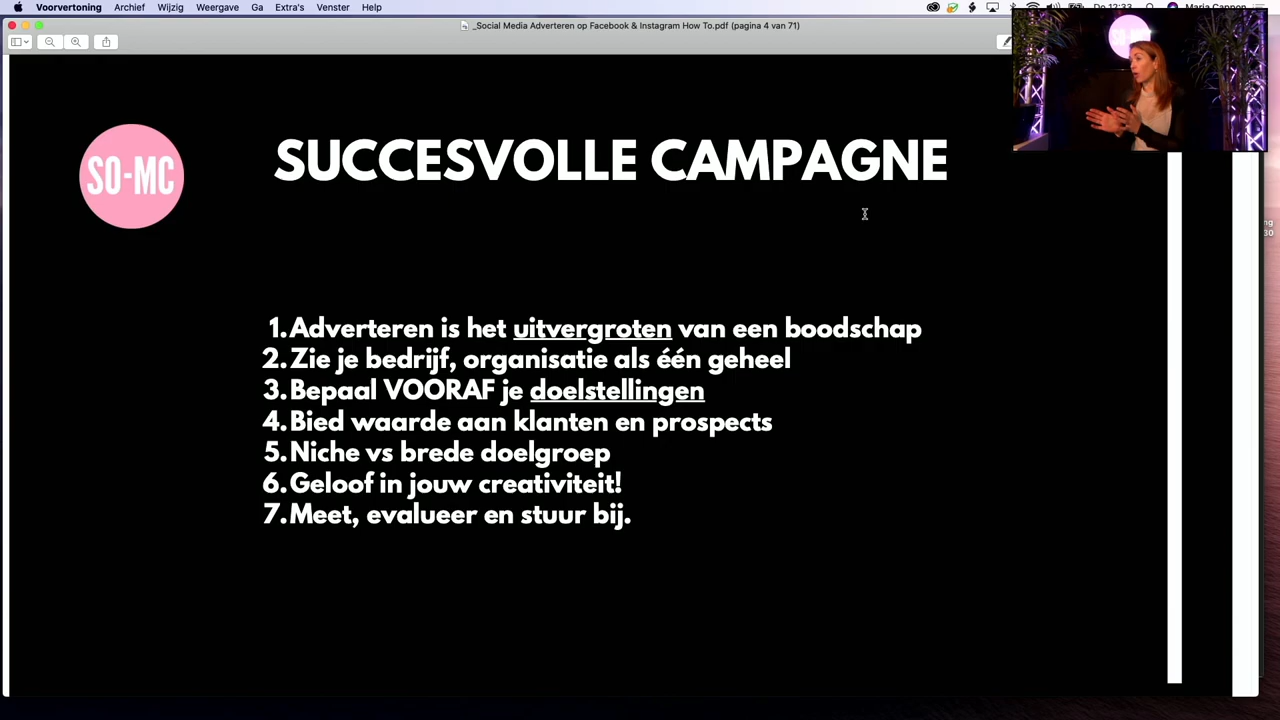 Voorvertoning Archief Wijzig Weergave Ga Extra's Venster Help
Do 12:33
_Social Media Adverteren op Facebook & Instagram How To.pdf (pagina 4 van 71)
SO-MC
SUCCESVOLLE CAMPAGNE
1.Adverteren is het uitvergroten van een boodschap
2.Zie je bedrijf, organisatie als één geheel
3.Bepaal VOORAF je doelstellingen
4.Bied waarde aan klanten en prospects
5.Niche vs brede doelgroep
6.Geloof in jouw creativiteit!
7.Meet, evalueer en stuur bij.